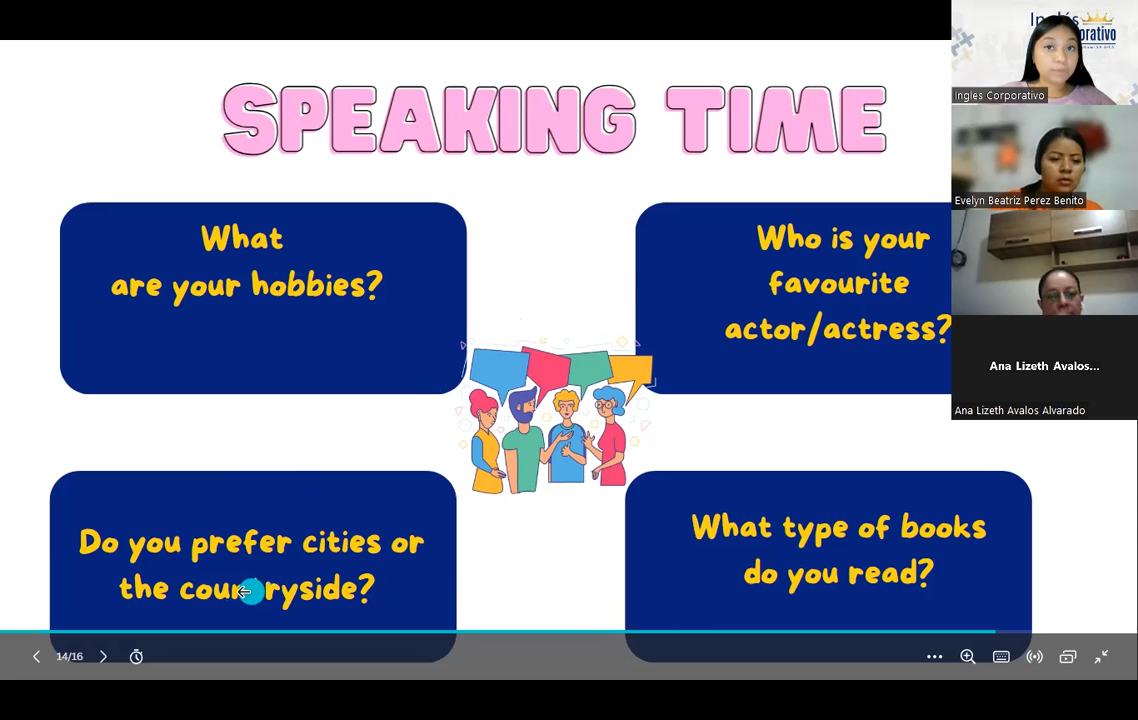 SPEAKING TIME
What
are your hobbies?
Who is your
favourite
actor/actress?
Do you prefer cities or
the countryside?
What type of books
do you read?
14/16
Inglés
orativo
Ingles Corporativo
Evelyn Beatriz Perez Benito
Ana Lizeth Avalos...
Ana Lizeth Avalos Alvarado